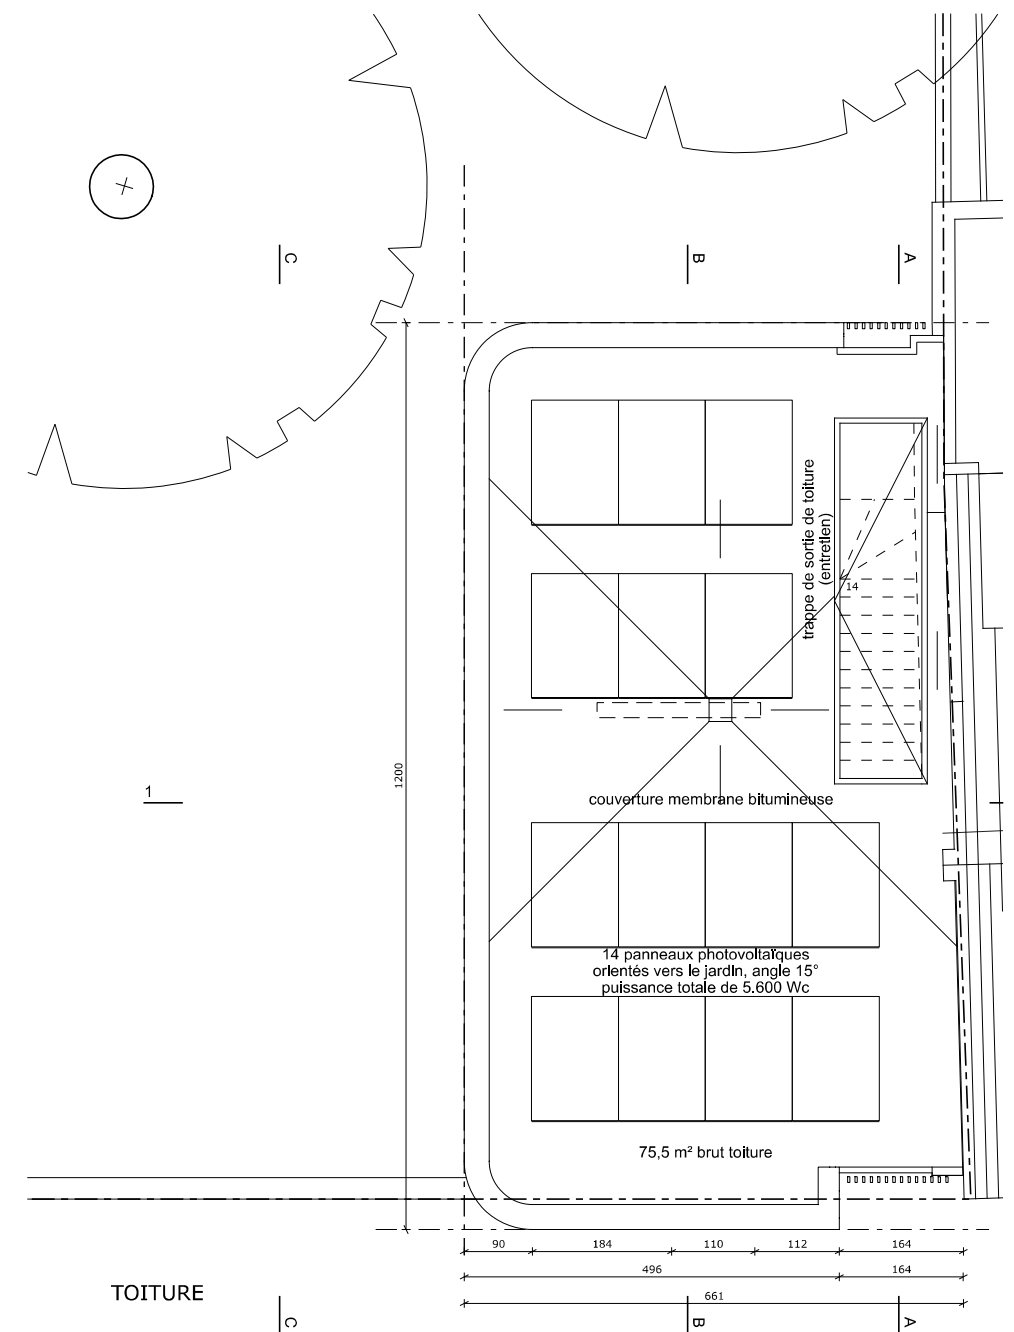 C
B
A
trappe de sortie de toiture
(entretien)
14
1200
1
couverture membrane bitumineuse
14 panneaux photovoltaïques
orientés vers le jardin, angle 15°
puissance totale de 5.600 Wc
75,5 m² brut toiture
90 184 110 112 164
496 164
661
TOITURE
C
B
A